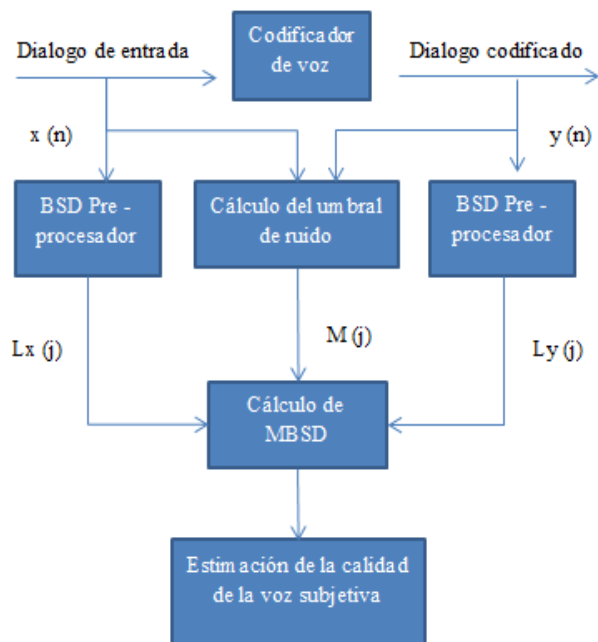 Dialogo de entrada
Codificador
de voz
Dialogo codificado
x (n)
y (n)
BSD Pre -
procesador
Cálculo del umbral
de ruido
BSD Pre -
procesador
Lx (j)
M (j)
Ly (j)
Cálculo de
MBSD
Estimación de la calidad
de la voz subjetiva